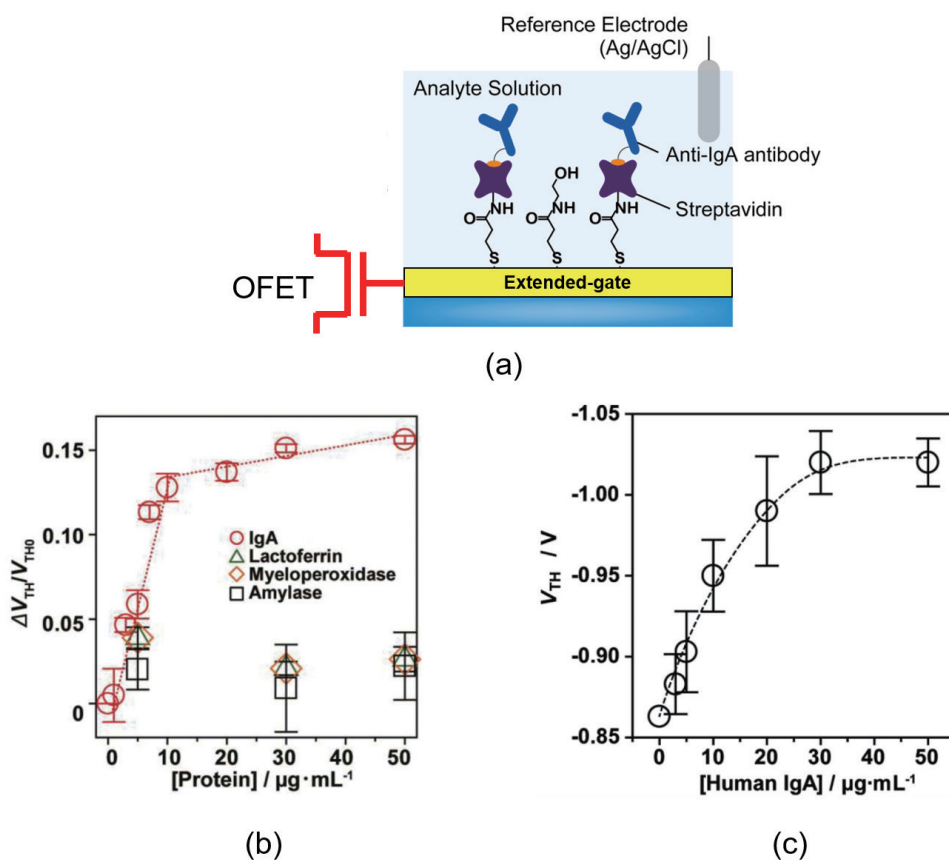 Reference Electrode
(Ag/AgCl)
Analyte Solution
Anti-IgA antibody
OH
NH
O
NH
O
NH
O
Streptavidin
S
S
S
OFET
Extended-gate
(a)
ΔV_TH/V_TH0
0.15
0.10
0.05
0
IgA
Lactoferrin
Myeloperoxidase
Amylase
0 10 20 30 40 50
[Protein] / µg·mL⁻¹
(b)
V_TH / V
-1.05
-1.00
-0.95
-0.90
-0.85
0 10 20 30 40 50
[Human IgA] / µg·mL⁻¹
(c)